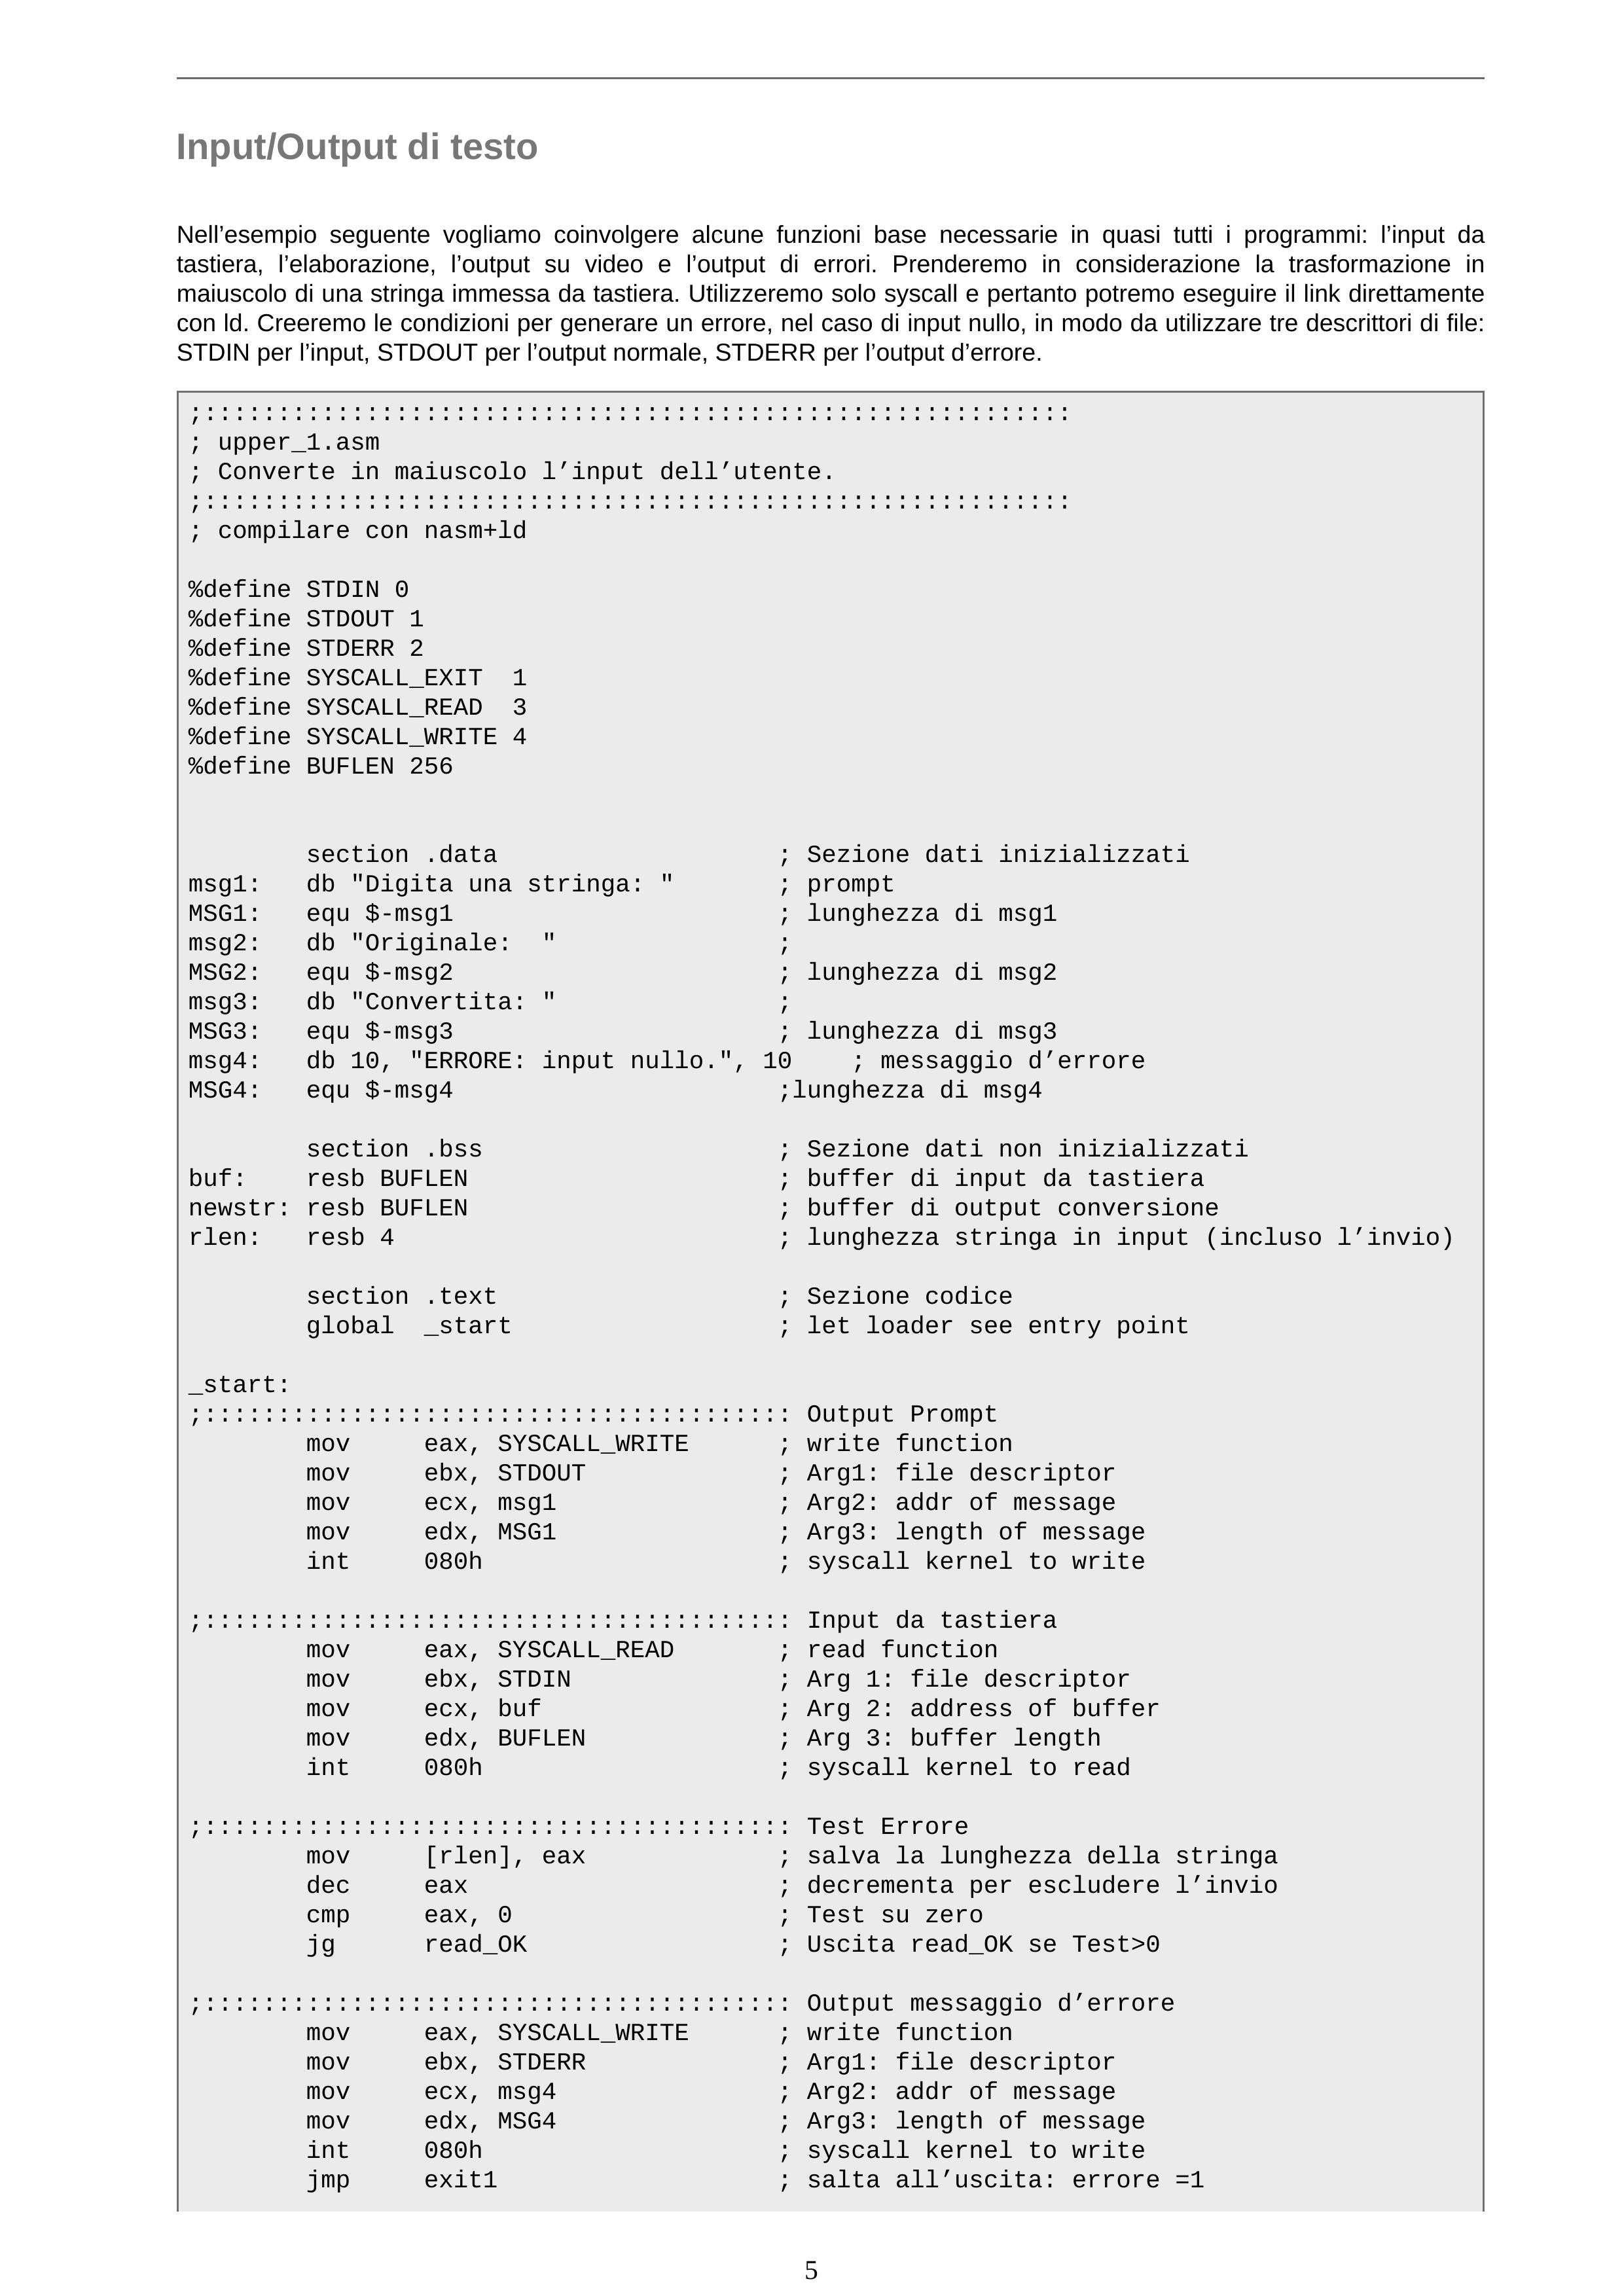 Input/Output di testo
Nell’esempio seguente vogliamo coinvolgere alcune funzioni base necessarie in quasi tutti i programmi: l’input da
tastiera, l’elaborazione, l’output su video e l’output di errori. Prenderemo in considerazione la trasformazione in
maiuscolo di una stringa immessa da tastiera. Utilizzeremo solo syscall e pertanto potremo eseguire il link direttamente
con ld. Creeremo le condizioni per generare un errore, nel caso di input nullo, in modo da utilizzare tre descrittori di file:
STDIN per l’input, STDOUT per l’output normale, STDERR per l’output d’errore.
;:::::::::::::::::::::::::::::::::::::::::::::::::::::::::::
; upper_1.asm
; Converte in maiuscolo l’input dell’utente.
;:::::::::::::::::::::::::::::::::::::::::::::::::::::::::::
; compilare con nasm+ld
%define STDIN 0
%define STDOUT 1
%define STDERR 2
%define SYSCALL_EXIT  1
%define SYSCALL_READ  3
%define SYSCALL_WRITE 4
%define BUFLEN 256
        section .data                   ; Sezione dati inizializzati
msg1:   db "Digita una stringa: "       ; prompt
MSG1:   equ $-msg1                      ; lunghezza di msg1
msg2:   db "Originale:  "               ;
MSG2:   equ $-msg2                      ; lunghezza di msg2
msg3:   db "Convertita: "               ;
MSG3:   equ $-msg3                      ; lunghezza di msg3
msg4:   db 10, "ERRORE: input nullo.", 10    ; messaggio d’errore
MSG4:   equ $-msg4                      ;lunghezza di msg4
        section .bss                    ; Sezione dati non inizializzati
buf:    resb BUFLEN                     ; buffer di input da tastiera
newstr: resb BUFLEN                     ; buffer di output conversione
rlen:   resb 4                          ; lunghezza stringa in input (incluso l’invio)
        section .text                   ; Sezione codice
        global  _start                  ; let loader see entry point
_start:
;:::::::::::::::::::::::::::::::::::::::: Output Prompt
        mov     eax, SYSCALL_WRITE      ; write function
        mov     ebx, STDOUT             ; Arg1: file descriptor
        mov     ecx, msg1               ; Arg2: addr of message
        mov     edx, MSG1               ; Arg3: length of message
        int     080h                    ; syscall kernel to write
;:::::::::::::::::::::::::::::::::::::::: Input da tastiera
        mov     eax, SYSCALL_READ       ; read function
        mov     ebx, STDIN              ; Arg 1: file descriptor
        mov     ecx, buf                ; Arg 2: address of buffer
        mov     edx, BUFLEN             ; Arg 3: buffer length
        int     080h                    ; syscall kernel to read
;:::::::::::::::::::::::::::::::::::::::: Test Errore
        mov     [rlen], eax             ; salva la lunghezza della stringa
        dec     eax                     ; decrementa per escludere l’invio
        cmp     eax, 0                  ; Test su zero
        jg      read_OK                 ; Uscita read_OK se Test>0
;:::::::::::::::::::::::::::::::::::::::: Output messaggio d’errore
        mov     eax, SYSCALL_WRITE      ; write function
        mov     ebx, STDERR             ; Arg1: file descriptor
        mov     ecx, msg4               ; Arg2: addr of message
        mov     edx, MSG4               ; Arg3: length of message
        int     080h                    ; syscall kernel to write
        jmp     exit1                   ; salta all’uscita: errore =1
5